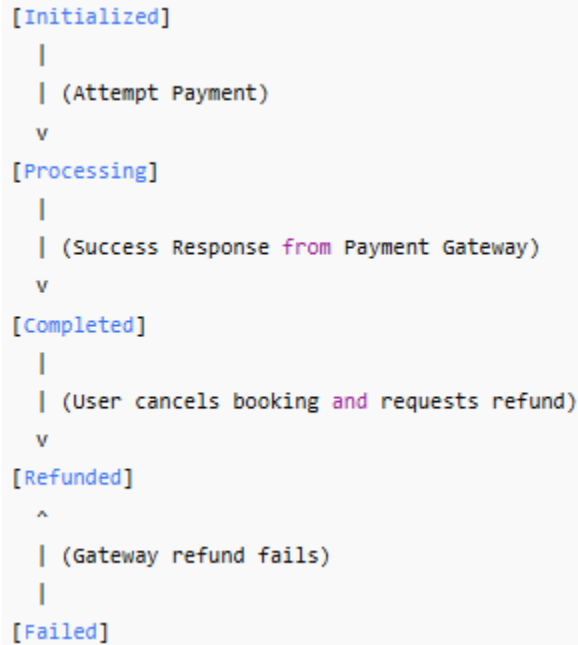 [Initialized]
|
| (Attempt Payment)
v
[Processing]
|
| (Success Response from Payment Gateway)
v
[Completed]
|
| (User cancels booking and requests refund)
v
[Refunded]
^
| (Gateway refund fails)
|
[Failed]